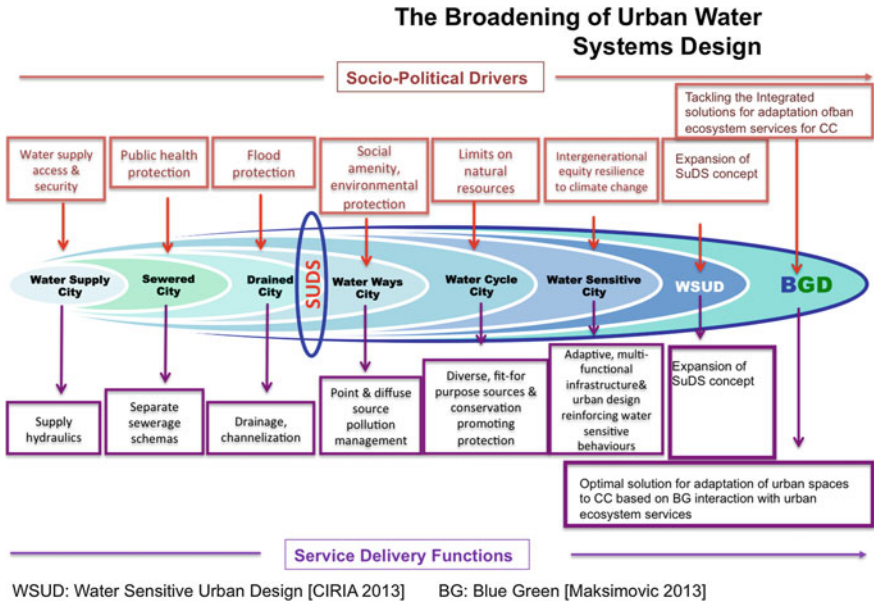 The Broadening of Urban Water
Systems Design
Socio-Political Drivers
Tackling the Integrated
solutions for adaptation ofban
ecosystem services for CC
Water supply
access &
security
Public health
protection
Flood
protection
Social
amenity,
environmental
protection
Limits on
natural
resources
Intergenerational
equity resilience
to climate change
Expansion of
SuDS concept
Water Supply
City
Sewered
City
Drained
City
SUDS
Water Ways
City
Water Cycle
City
Water Sensitive
City
WSUD
BGD
Supply
hydraulics
Separate
sewerage
schemas
Drainage,
channelization
Point & diffuse
source
pollution
management
Diverse, fit-for
purpose sources &
conservation
promoting
protection
Adaptive, multi-
functional
infrastructure&
urban design
reinforcing water
sensitive
behaviours
Expansion of
SuDS concept
Optimal solution for adaptation of urban spaces
to CC based on BG interaction with urban
ecosystem services
Service Delivery Functions
WSUD: Water Sensitive Urban Design [CIRIA 2013] BG: Blue Green [Maksimovic 2013]